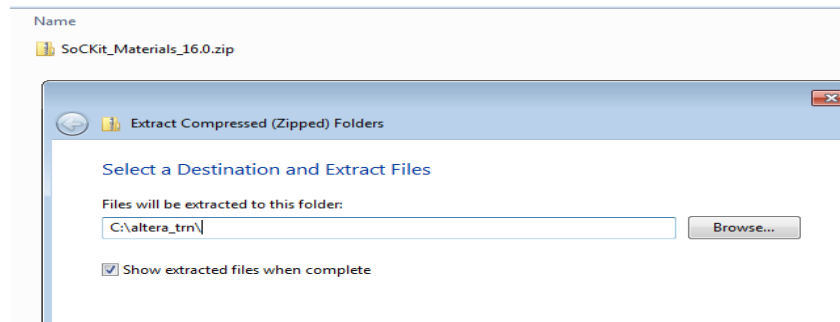 Name
SoCKit_Materials_16.0.zip
Extract Compressed (Zipped) Folders
Select a Destination and Extract Files
Files will be extracted to this folder:
C:\altera_trn\
Browse...
Show extracted files when complete